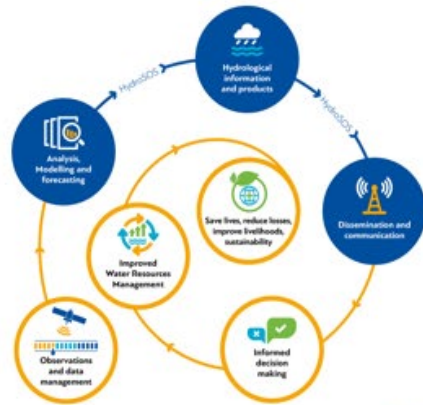 Hydrological
information
and products
HydroSOS
HydroSOS
Analysis,
Modelling and
forecasting
Dissemination and
communication
Save lives, reduce losses,
improve livelihoods,
sustainability
Improved
Water Resources
Management
Observations
and data
management
Informed
decision
making